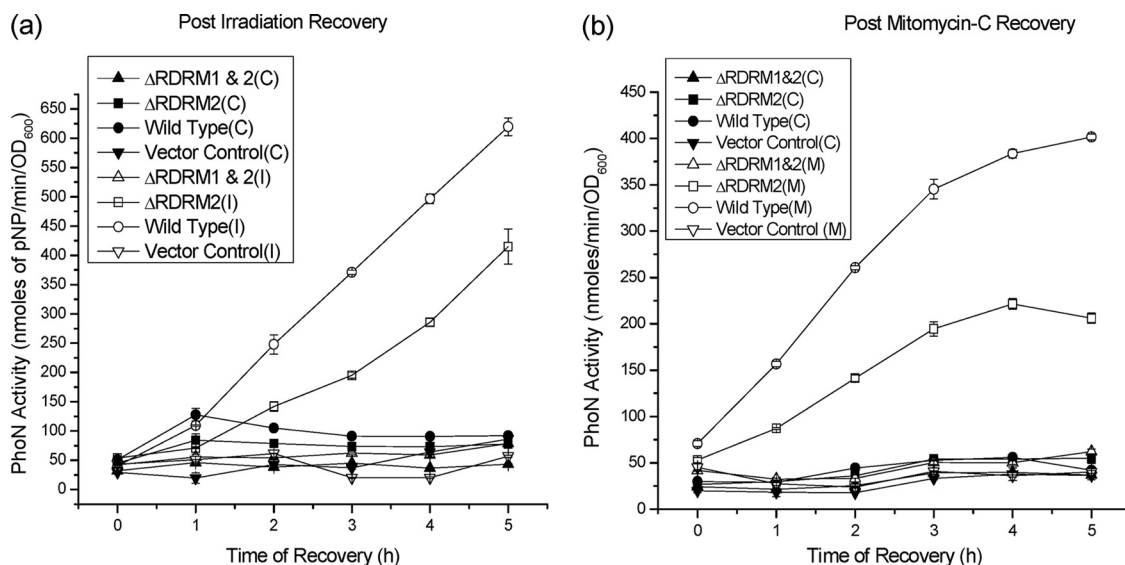 (a)
Post Irradiation Recovery
ΔRDRM1 & 2(C)
ΔRDRM2(C)
Wild Type(C)
Vector Control(C)
ΔRDRM1 & 2(I)
ΔRDRM2(I)
Wild Type(I)
Vector Control(I)
PhoN Activity (nmoles of pNP/min/OD600)
650
600
550
500
450
400
350
300
250
200
150
100
50
0
0 1 2 3 4 5
Time of Recovery (h)
(b)
Post Mitomycin-C Recovery
ΔRDRM1&2(C)
ΔRDRM2(C)
Wild Type(C)
Vector Control(C)
ΔRDRM1&2(M)
ΔRDRM2(M)
Wild Type(M)
Vector Control (M)
PhoN Activity (nmoles/min/OD600)
450
400
350
300
250
200
150
100
50
0
0 1 2 3 4 5
Time of Recovery (h)